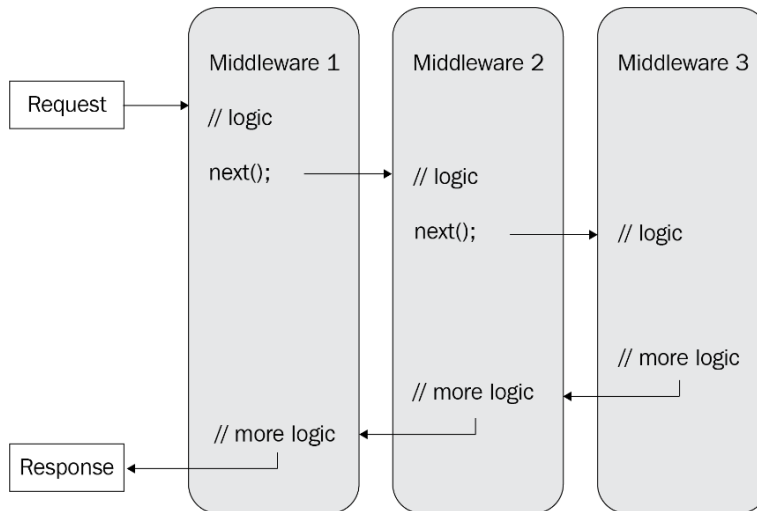 Middleware 1
Middleware 2
Middleware 3
Request
// logic
next();
// logic
next();
// logic
// more logic
// more logic
// more logic
Response